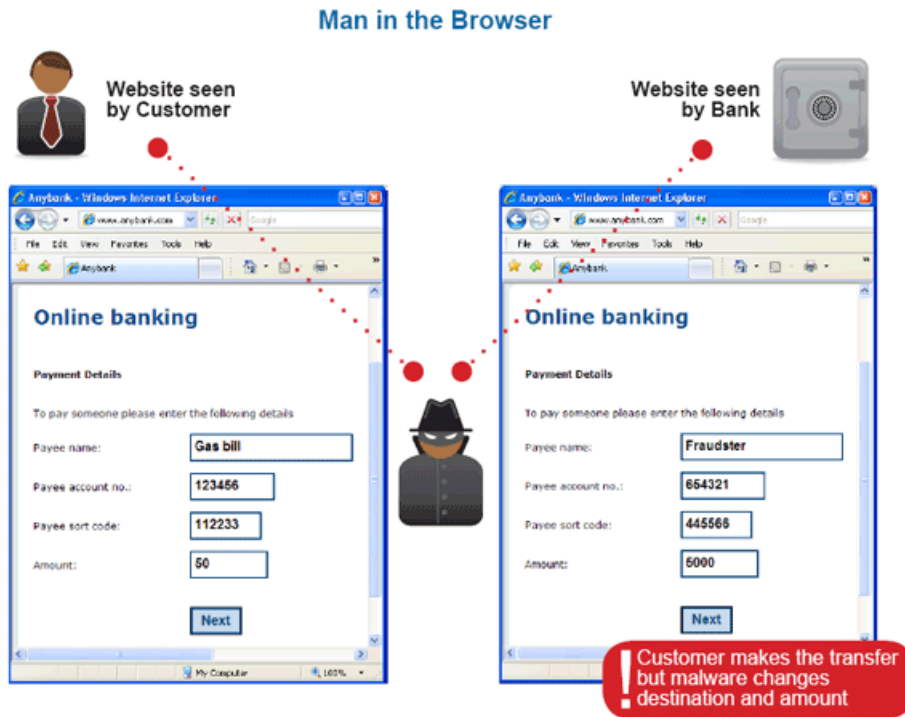 Man in the Browser
Website seen
by Customer
Website seen
by Bank
Anybank - Windows Internet Explorer
www.anybank.com
Google
File Edit View Favorites Tools Help
Anybank
Online banking
Payment Details
To pay someone please enter the following details
Payee name: Gas bill
Payee account no.: 123456
Payee sort code: 112233
Amount: 50
Next
My Computer 100%
Anybank - Windows Internet Explorer
www.anybank.com
Google
File Edit View Favorites Tools Help
Anybank
Online banking
Payment Details
To pay someone please enter the following details
Payee name: Fraudster
Payee account no.: 654321
Payee sort code: 445566
Amount: 5000
Next
! Customer makes the transfer
but malware changes
destination and amount